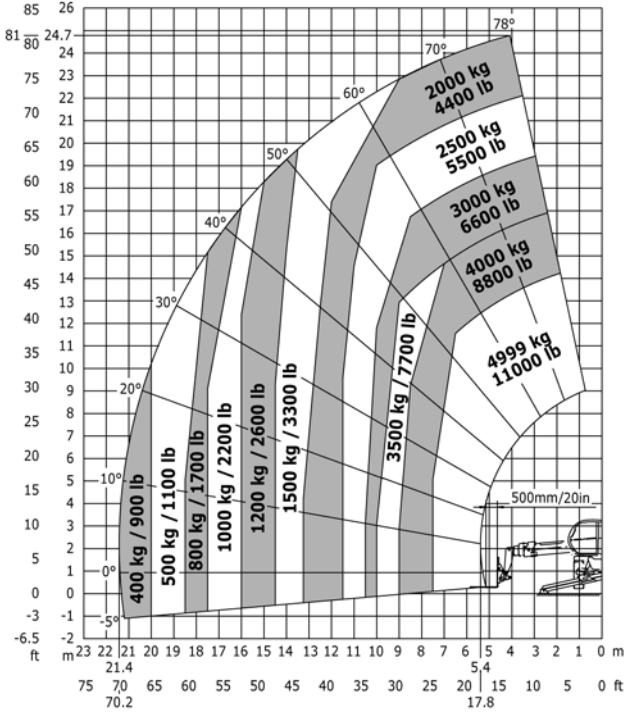 85 26
81 24.7 78°
80
25
24
70°
75 23
2000 kg
4400 lb
22
60°
70 21
2500 kg
5500 lb
20
65 19
50°
60 18
3000 kg
6600 lb
55 17
40°
16
50 15
4000 kg
8800 lb
45 14
30°
13
40 12
11
4999 kg
11000 lb
35 10
30 9
20°
8
25 7
6
20 5
10°
15 4
500mm/20in
10 3
2
5 1
0°
0 0
-3 -1
-5°
-6.5 -2
400 kg / 900 lb
500 kg / 1100 lb
800 kg / 1700 lb
1000 kg / 2200 lb
1200 kg / 2600 lb
1500 kg / 3300 lb
3500 kg / 7700 lb
ft m 23 22 21 20 19 18 17 16 15 14 13 12 11 10 9 8 7 6 5 4 3 2 1 0 m
21.4 5.4
75 70 65 60 55 50 45 40 35 30 25 20 15 10 5 0 ft
70.2 17.8